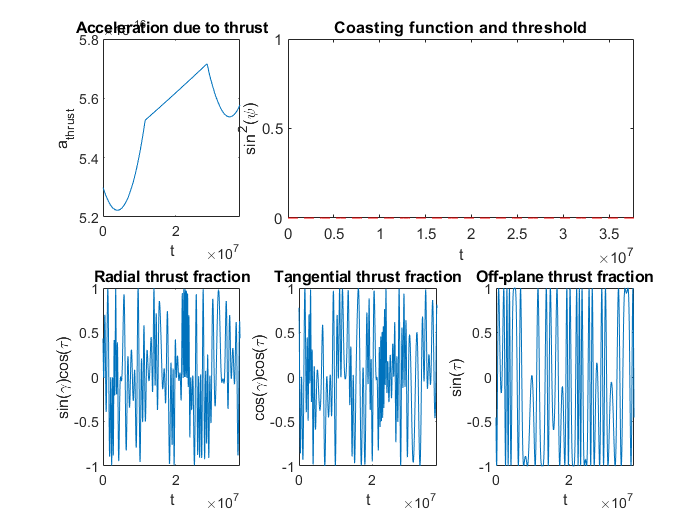 Acceleration due to thrust
Coasting function and threshold
5.8
5.6
5.4
5.2
a_thrust
0
2
t
×10^7
1
0.5
0
sin^2(ψ)
0
0.5
1
1.5
2
2.5
3
3.5
t
×10^7
Radial thrust fraction
Tangential thrust fraction
Off-plane thrust fraction
1
0.5
0
-0.5
-1
sin(γ)cos(τ)
0
2
t
×10^7
1
0.5
0
-0.5
-1
cos(γ)cos(τ)
0
2
t
×10^7
1
0.5
0
-0.5
-1
sin(τ)
0
2
t
×10^7